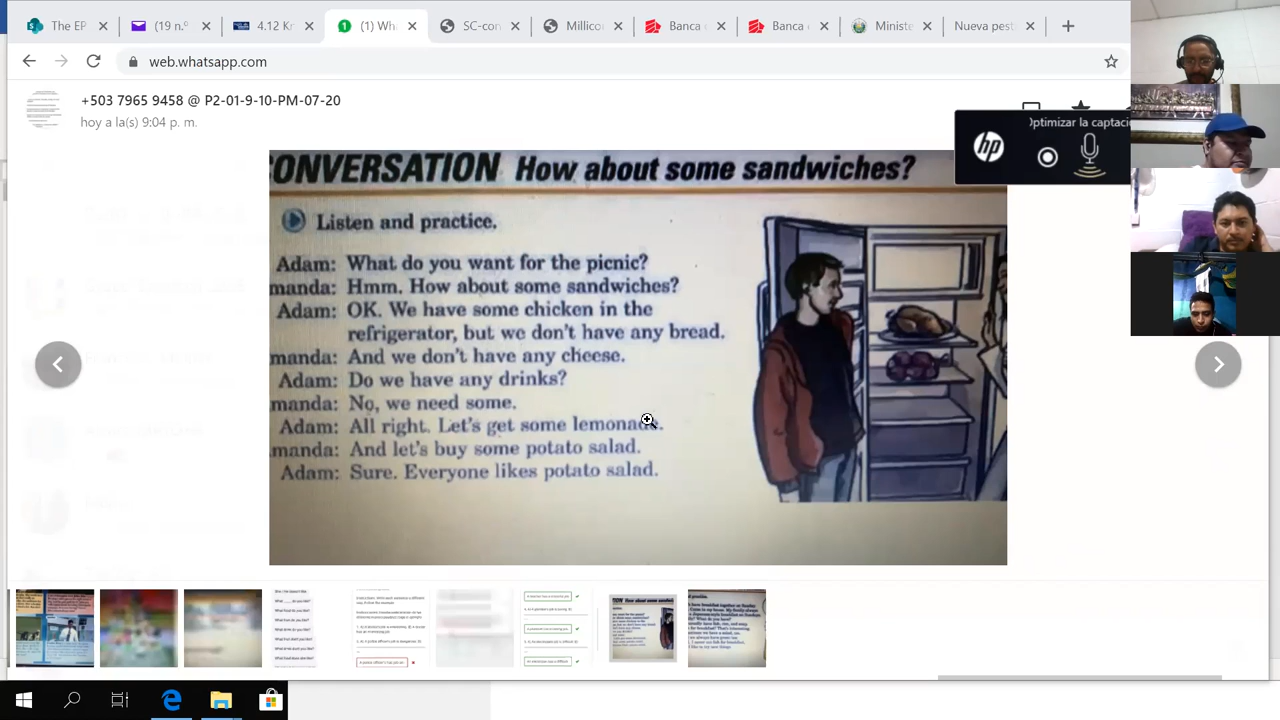 The EP
(19 n.º
4.12 Kr
(1) Wha
SC-con
Millico
Banca
Banca
Ministe
Nueva pest
web.whatsapp.com
+503 7965 9458 @ P2-01-9-10-PM-07-20
hoy a la(s) 9:04 p. m.
Optimizar la captaci
hp
CONVERSATION How about some sandwiches?
Listen and practice.
Adam: What do you want for the picnic?
manda: Hmm. How about some sandwiches?
Adam: OK. We have some chicken in the
refrigerator, but we don't have any bread.
manda: And we don't have any cheese.
Adam: Do we have any drinks?
manda: No, we need some.
Adam: All right. Let's get some lemonade.
manda: And let's buy some potato salad.
Adam: Sure. Everyone likes potato salad.